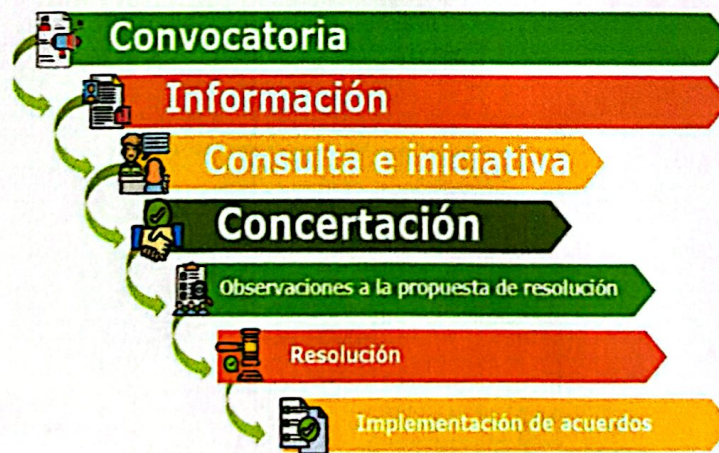 Convocatoria
Información
Consulta e iniciativa
Concertación
Observaciones a la propuesta de resolución
Resolución
Implementación de acuerdos